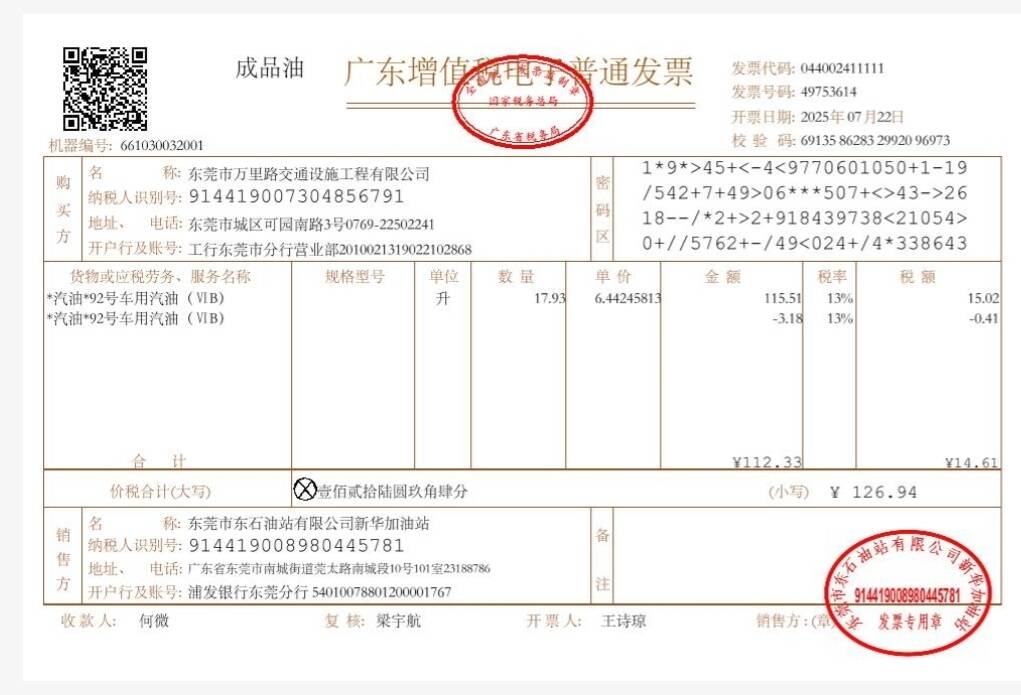 成品油
广东增值税电子普通发票
全国统一发票监制章
国家税务总局
广东省税务局
发票代码: 044002411111
发票号码: 49753614
开票日期: 2025年07月22日
校 验 码: 69135 86283 29920 96973
机器编号: 661030032001
购买方
名 称: 东莞市万里路交通设施工程有限公司
纳税人识别号: 914419007304856791
地址、 电话: 东莞市城区可园南路3号0769-22502241
开户行及账号: 工行东莞市分行营业部2010021319022102868
密码区
1*9*>45+<-4<9770601050+1-19
/542+7+49>06***507+<>43->26
18--/*2+>2+918439738<21054>
0+//5762+-/49<024+/4*338643
货物或应税劳务、服务名称 规格型号 单位 数 量 单 价 金 额 税率 税 额
*汽油*92号车用汽油（ⅥB） 升 17.93 6.44245813 115.51 13% 15.02
*汽油*92号车用汽油（ⅥB） -3.18 13% -0.41
合 计 ¥112.33 ¥14.61
价税合计(大写) ⓧ壹佰贰拾陆圆玖角肆分 (小写) ¥ 126.94
销售方
名 称: 东莞市东石油站有限公司新华加油站
纳税人识别号: 914419008980445781
地址、 电话: 广东省东莞市南城街道莞太路南城段10号101室23188786
开户行及账号: 浦发银行东莞分行 54010078801200001767
备注
收 款 人: 何微 复 核: 梁宇航 开 票 人: 王诗琼 销售方: (章)
东莞市东石油站有限公司新华加油站
914419008980445781
发票专用章